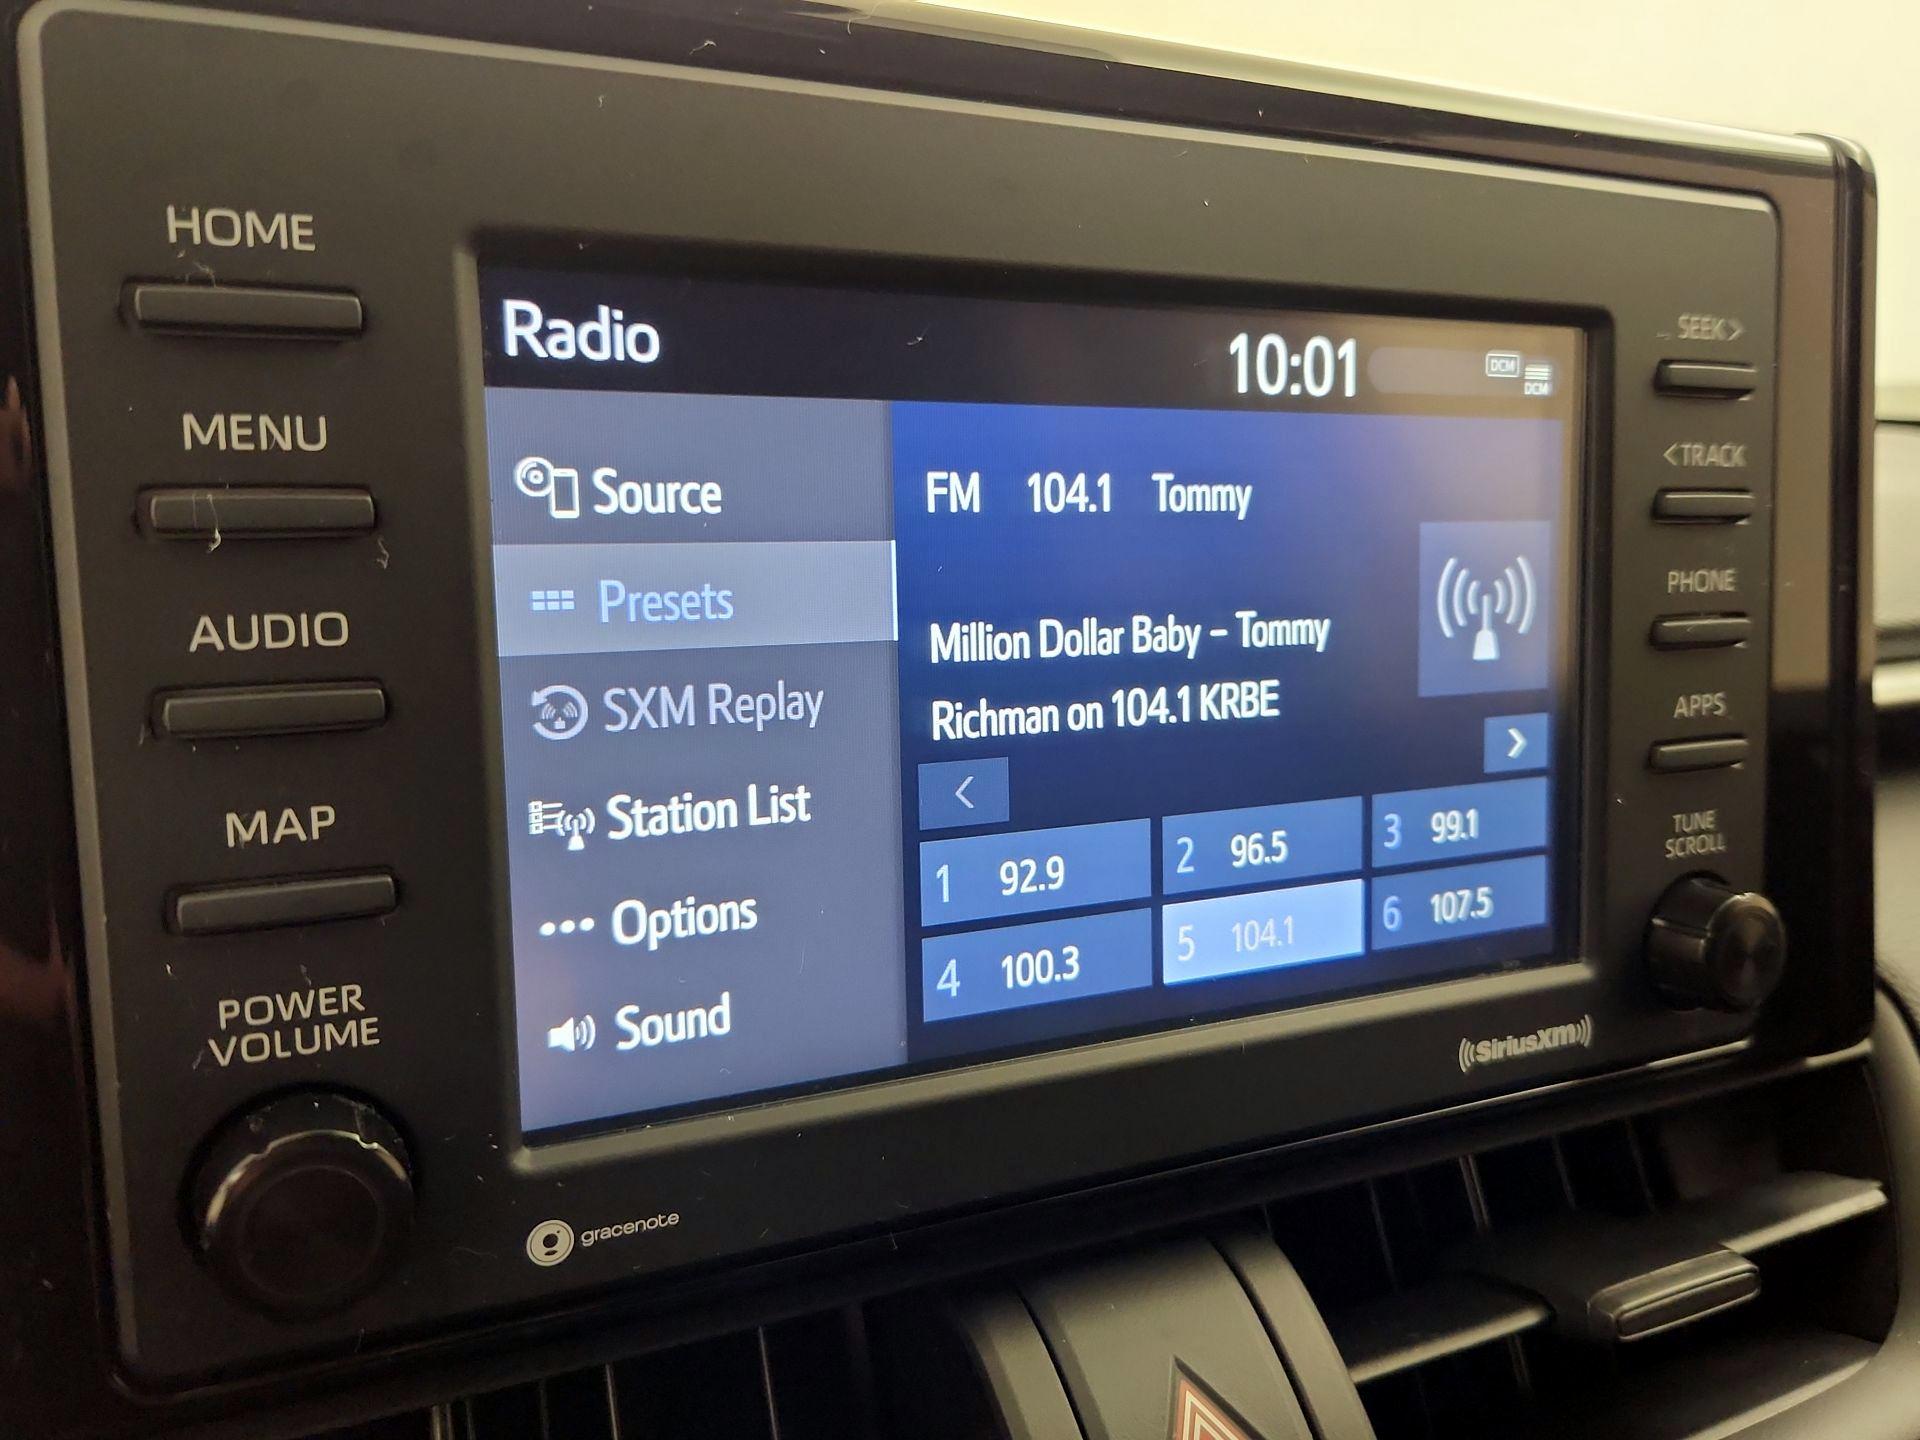 HOME
MENU
AUDIO
MAP
POWER
VOLUME
Radio
10:01
DCM
DCM
Source
Presets
SXM Replay
Station List
Options
Sound
FM 104.1 Tommy
Million Dollar Baby – Tommy
Richman on 104.1 KRBE
<
>
1 92.9
2 96.5
3 99.1
4 100.3
5 104.1
6 107.5
SEEK>
<TRACK
PHONE
APPS
TUNE
SCROLL
((SiriusXM))
gracenote